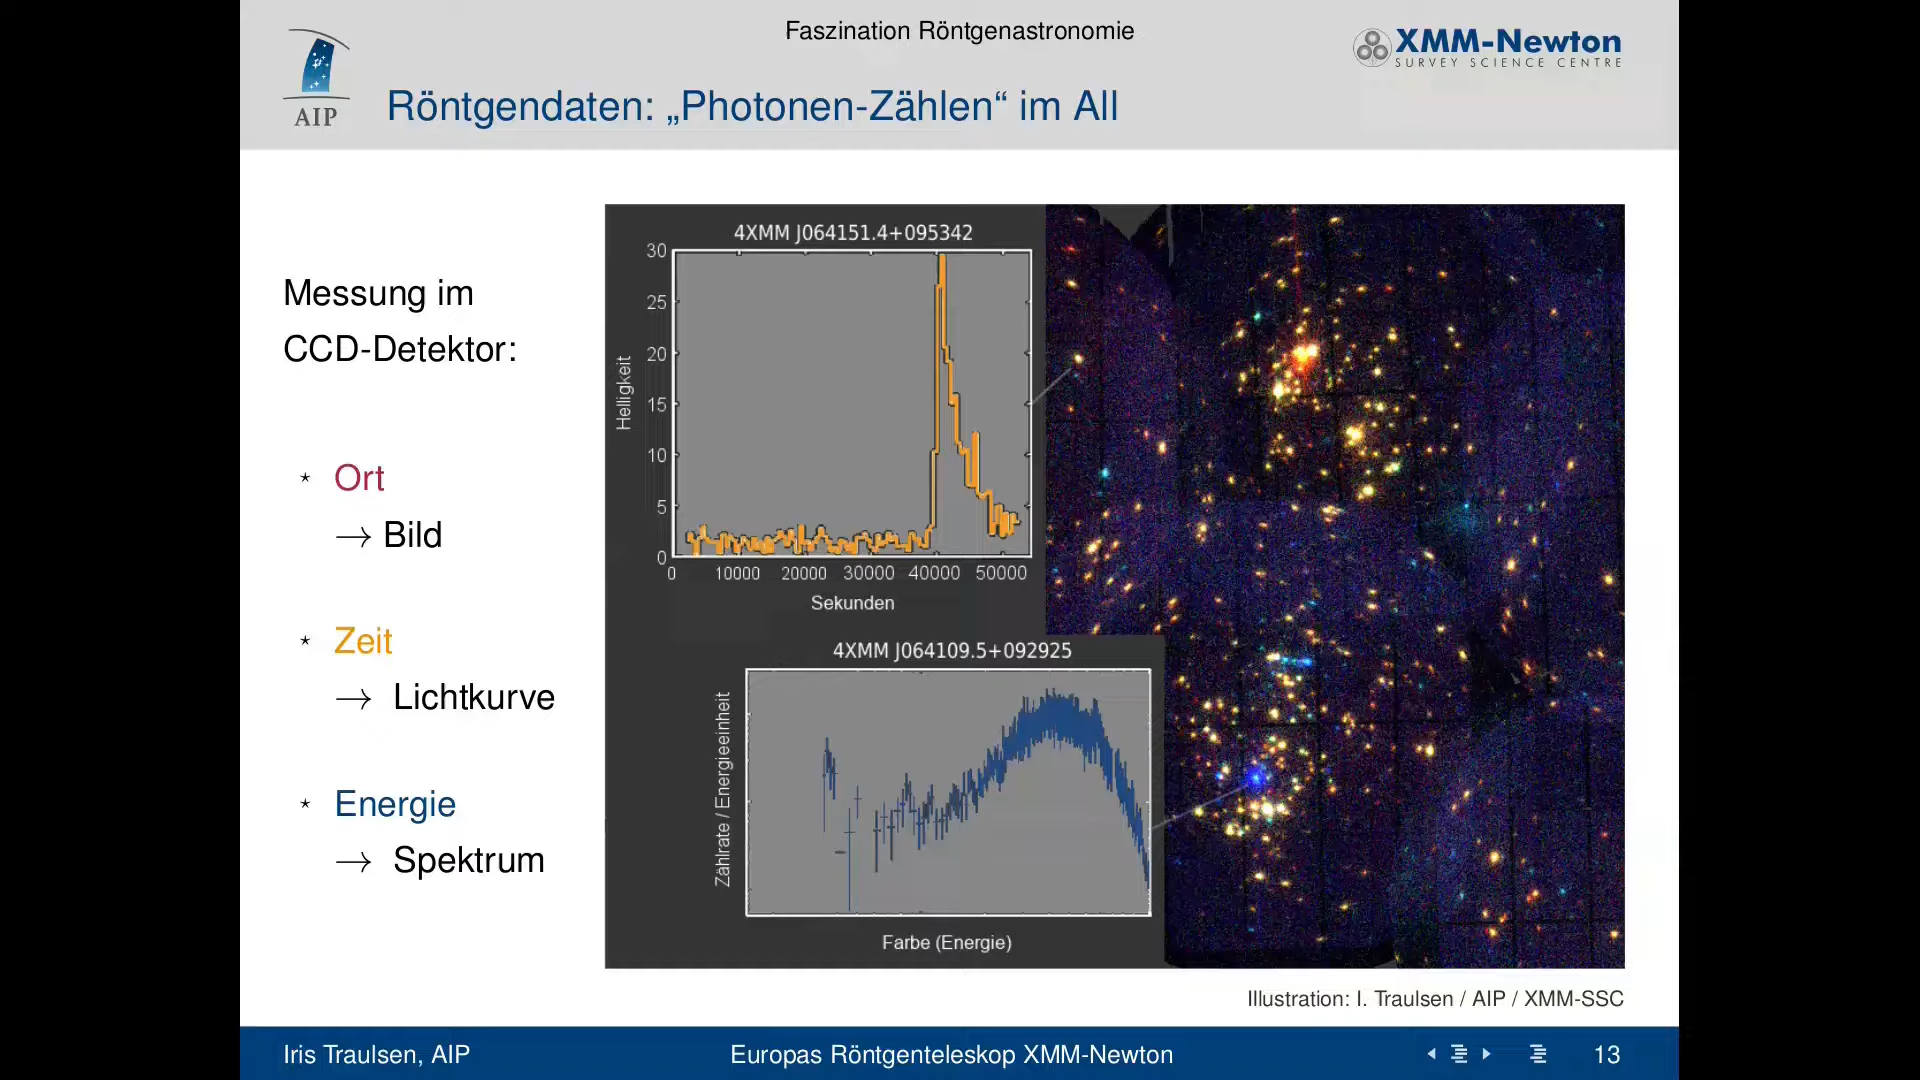 Faszination Röntgenastronomie
XMM-Newton
SURVEY SCIENCE CENTRE
AIP
Röntgendaten: „Photonen-Zählen“ im All
Messung im
CCD-Detektor:
* Ort
→ Bild
* Zeit
→ Lichtkurve
* Energie
→ Spektrum
4XMM J064151.4+095342
30
25
20
15
10
5
0
Helligkeit
0 10000 20000 30000 40000 50000
Sekunden
4XMM J064109.5+092925
Zählrate / Energieeinheit
Farbe (Energie)
Illustration: I. Traulsen / AIP / XMM-SSC
Iris Traulsen, AIP Europas Röntgenteleskop XMM-Newton 13